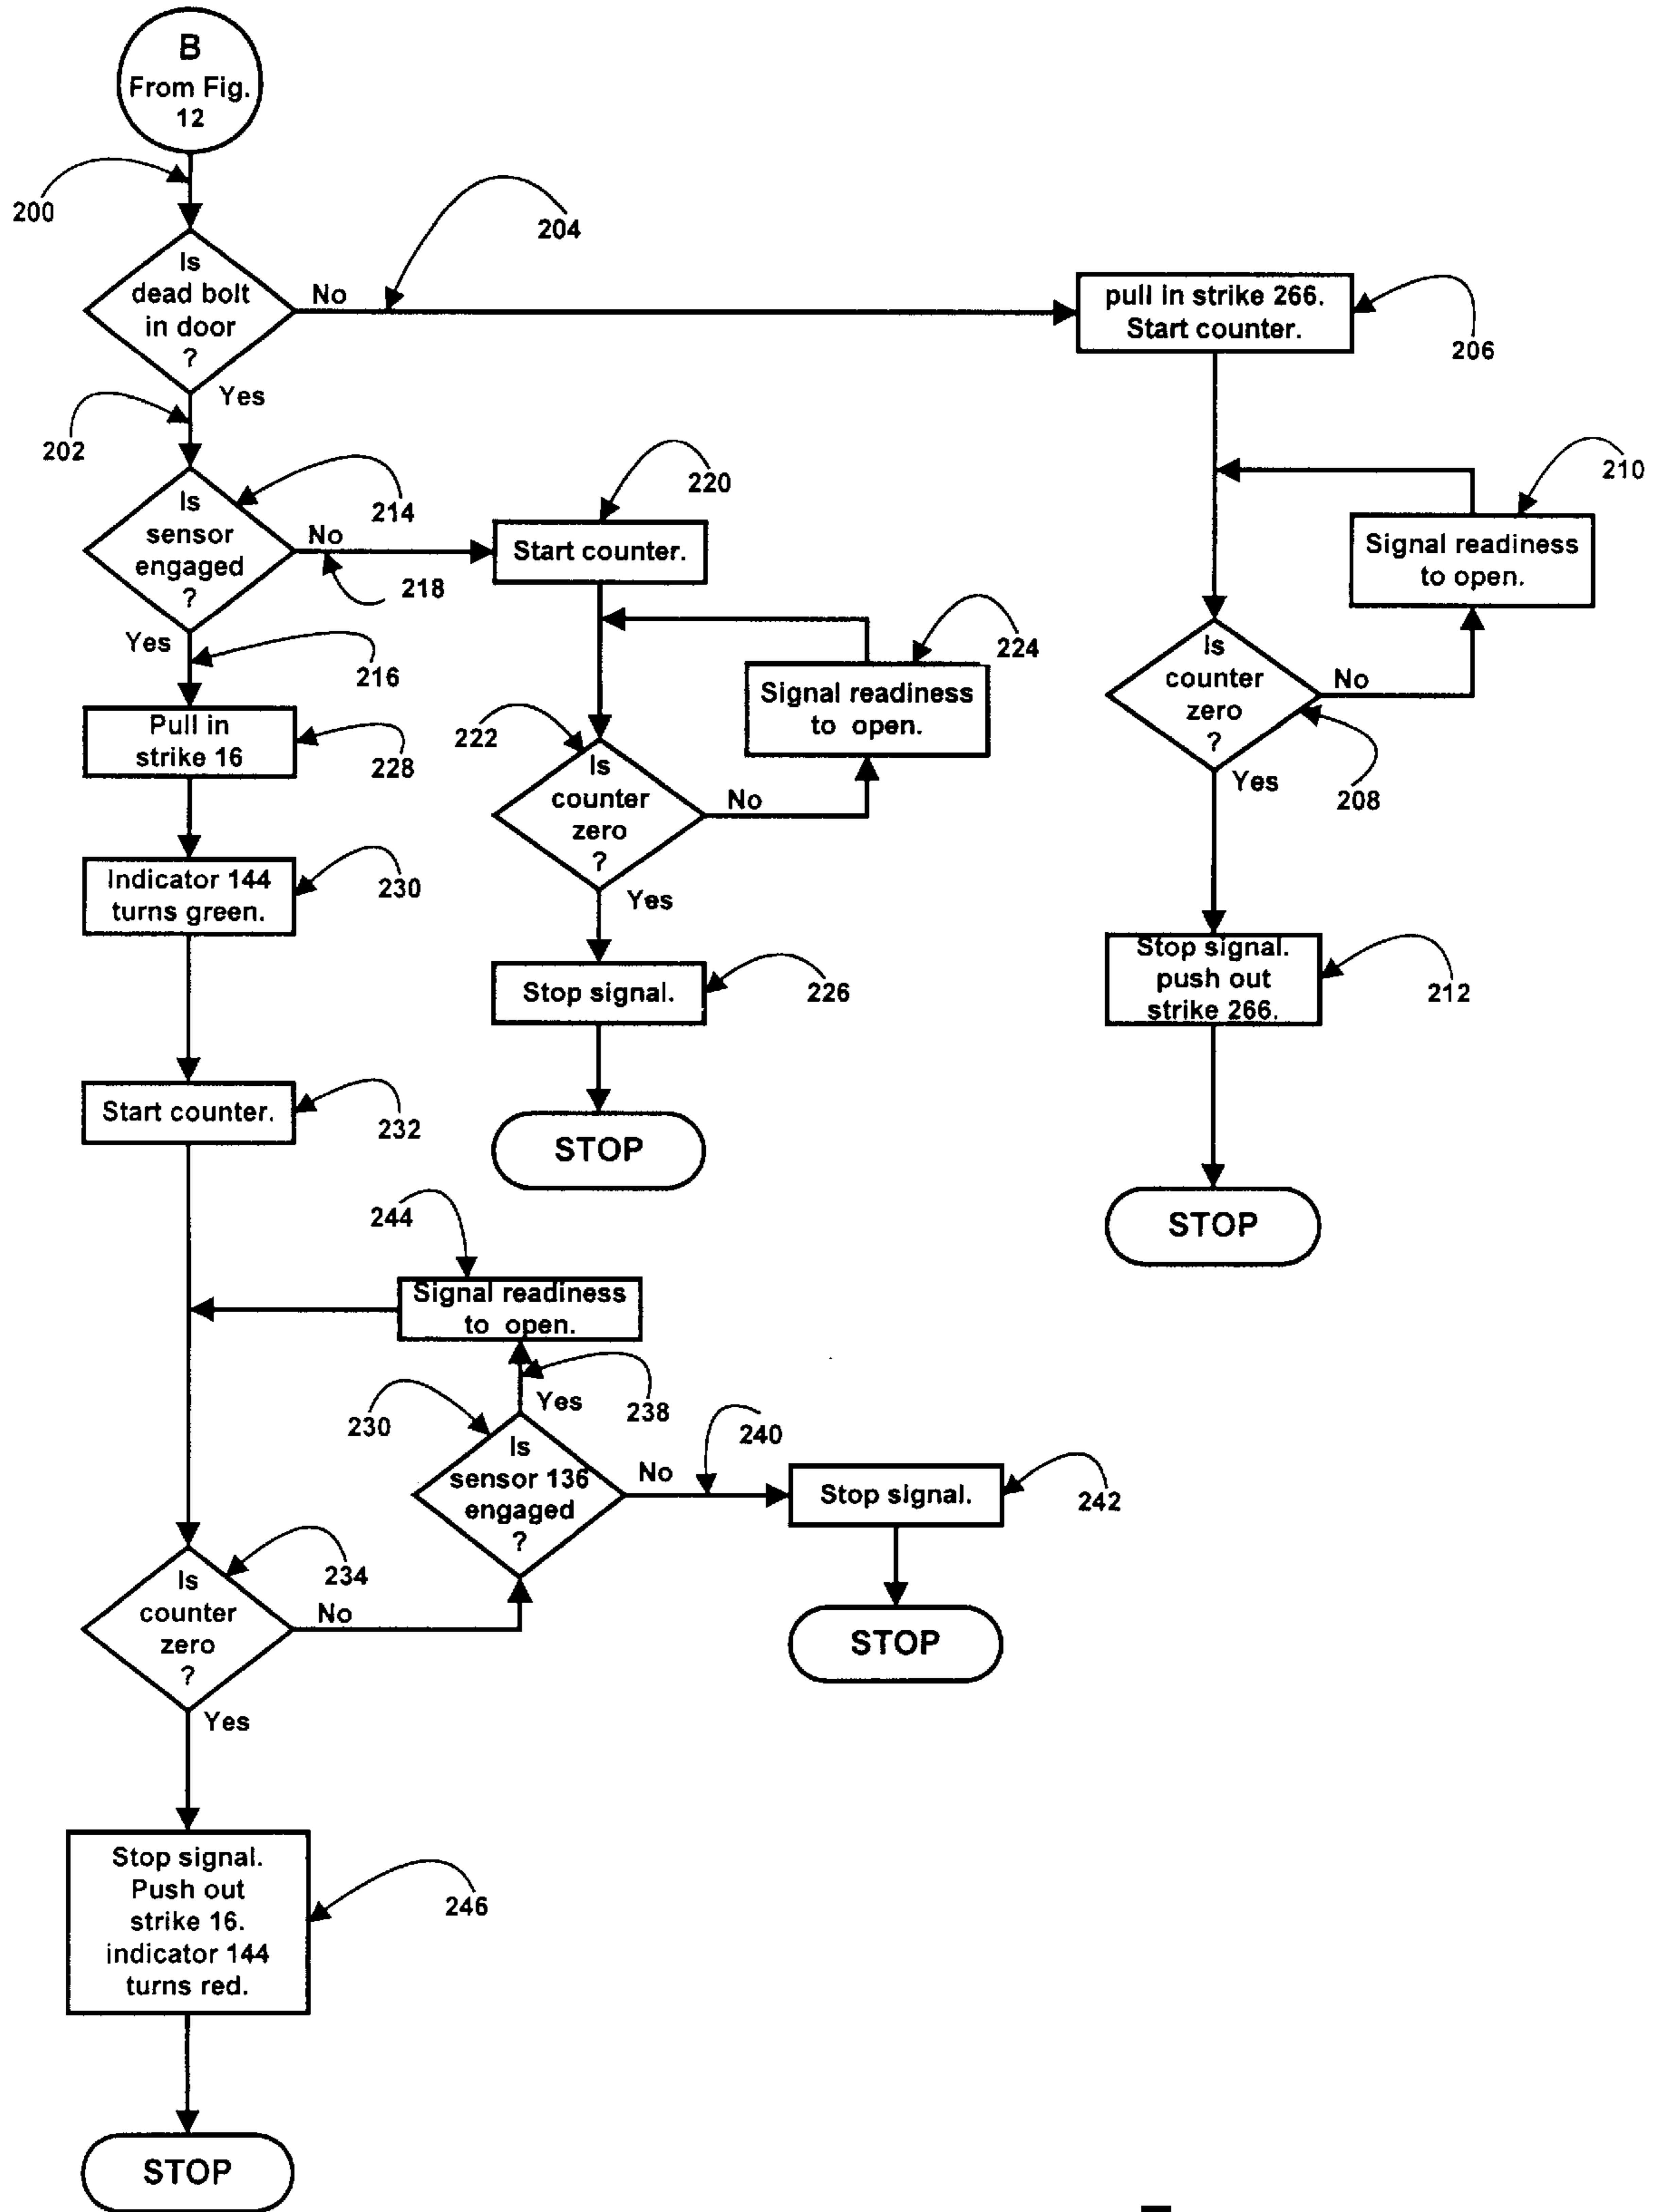 B
From Fig.
12
200
204
Is
dead bolt
in door
?
No
Yes
pull in strike 266.
Start counter.
206
202
Is
sensor
engaged
?
214
No
218
Yes
216
220
Start counter.
210
Signal readiness
to open.
224
Signal readiness
to open.
222
Is
counter
zero
?
No
Yes
Is
counter
zero
?
No
208
Yes
Pull in
strike 16
228
Indicator 144
turns green.
230
Stop signal.
226
Stop signal.
push out
strike 266.
212
Start counter.
232
STOP
STOP
244
Signal readiness
to open.
238
Yes
230
Is
sensor 136
engaged
?
No
240
Stop signal.
242
234
Is
counter
zero
?
No
STOP
Yes
Stop signal.
Push out
strike 16.
indicator 144
turns red.
246
STOP